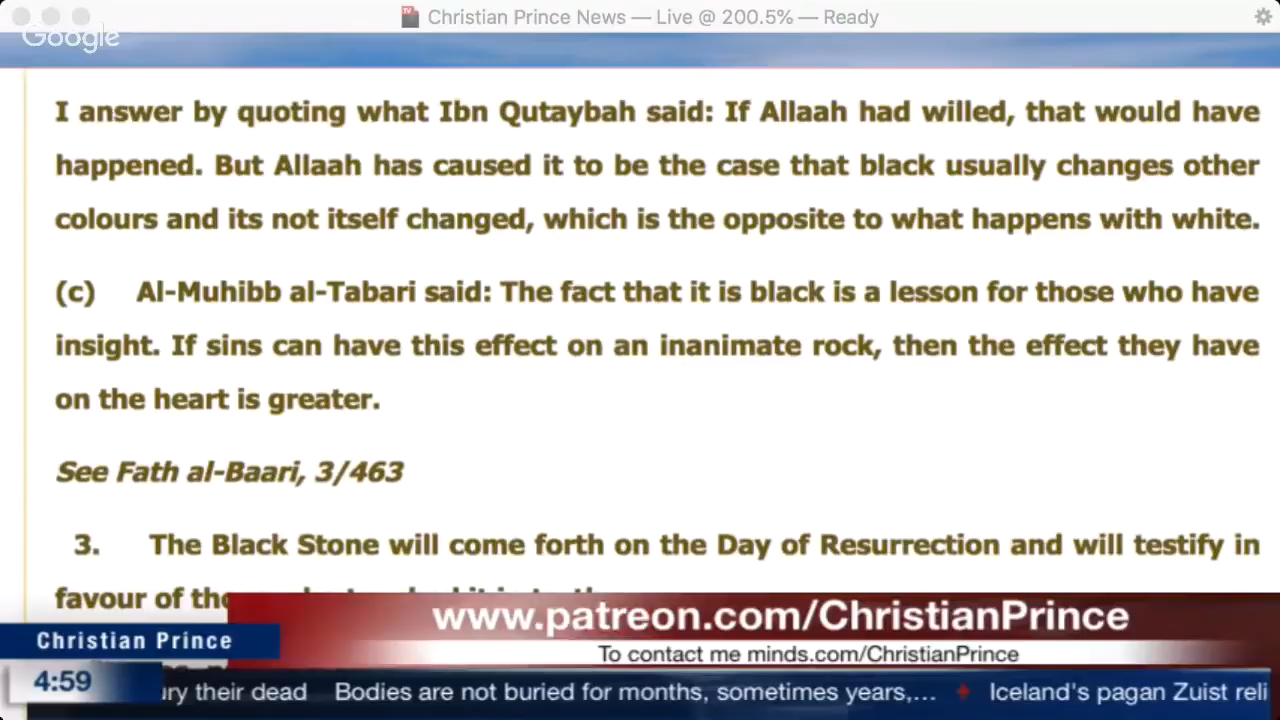 Christian Prince News — Live @ 200.5% — Ready
Google
I answer by quoting what Ibn Qutaybah said: If Allaah had willed, that would have
happened. But Allaah has caused it to be the case that black usually changes other
colours and its not itself changed, which is the opposite to what happens with white.
(c) Al-Muhibb al-Tabari said: The fact that it is black is a lesson for those who have
insight. If sins can have this effect on an inanimate rock, then the effect they have
on the heart is greater.
See Fath al-Baari, 3/463
3. The Black Stone will come forth on the Day of Resurrection and will testify in
favour of
www.patreon.com/ChristianPrince
Christian Prince
To contact me minds.com/ChristianPrince
4:59
their dead Bodies are not buried for months, sometimes years,... Iceland's pagan Zuist